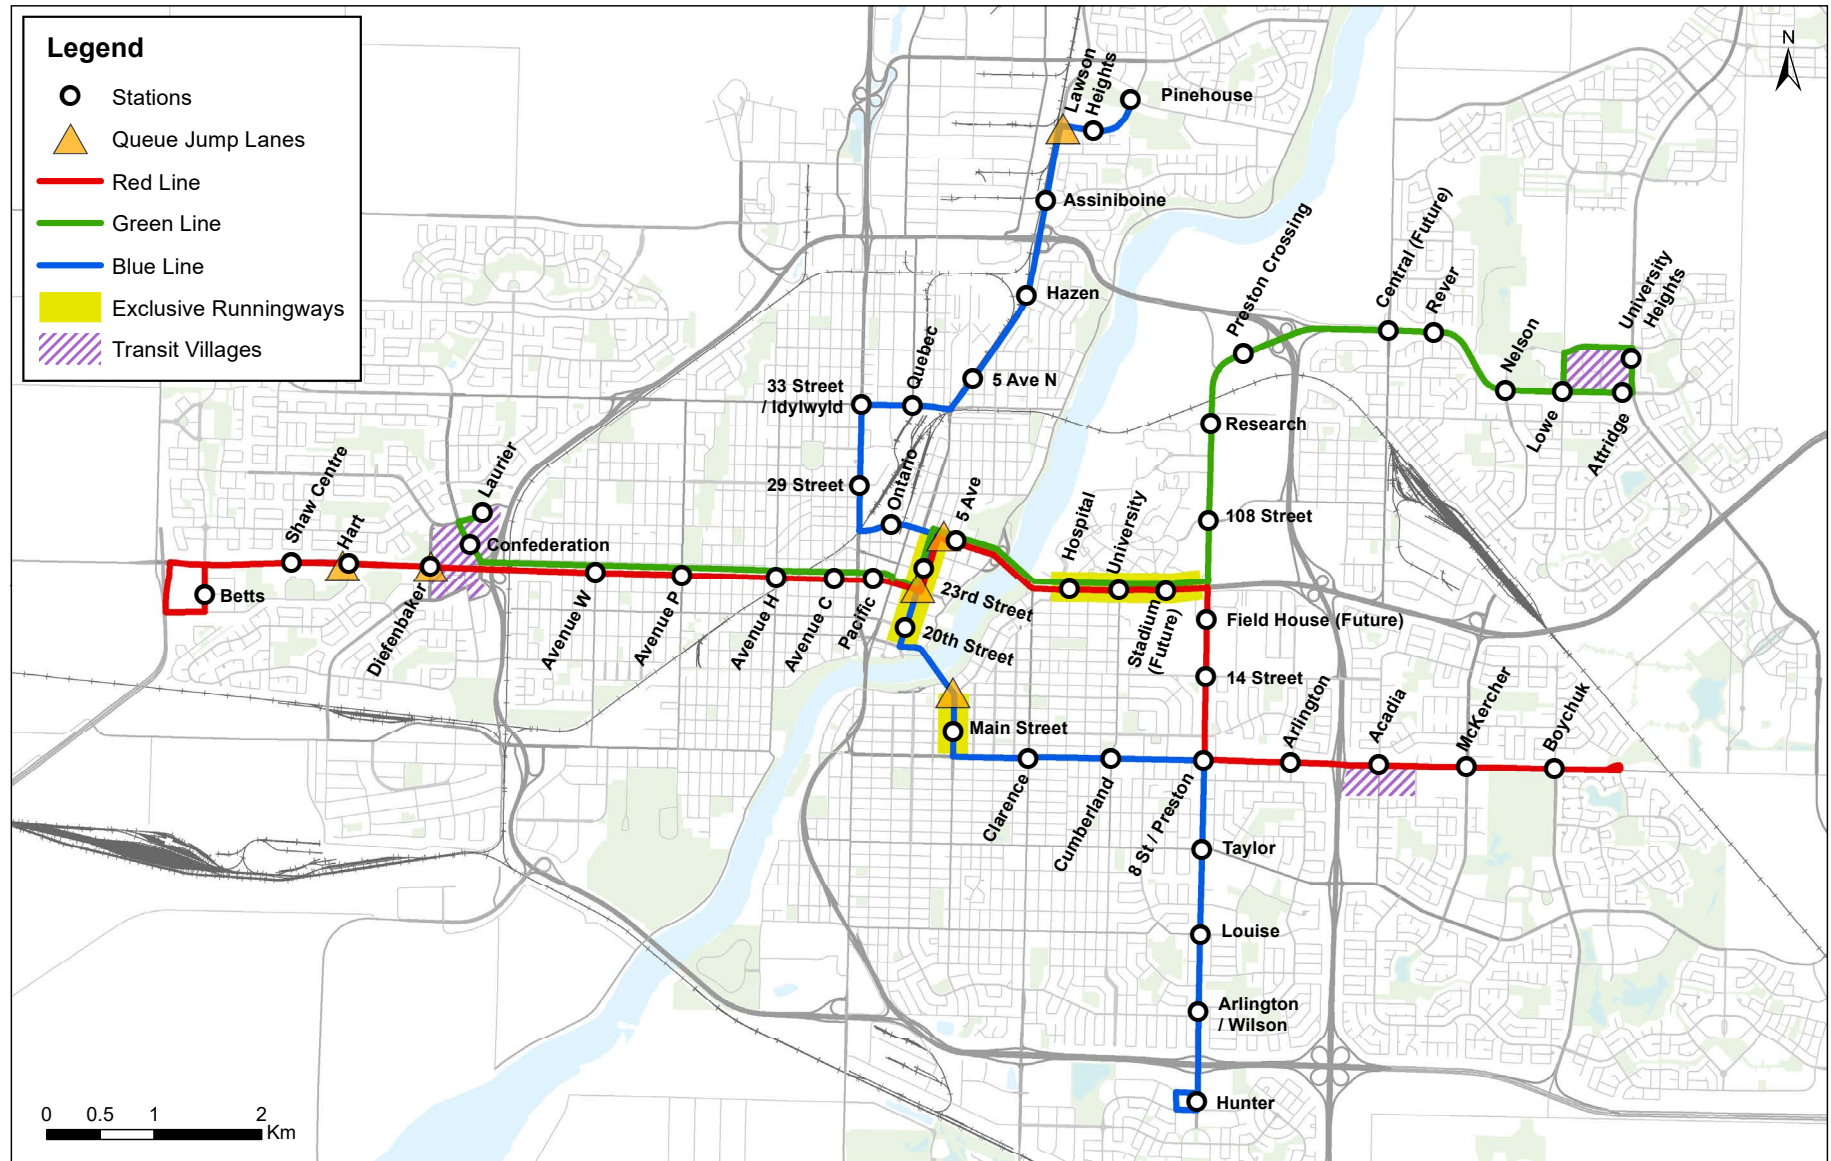 Legend
Stations
Queue Jump Lanes
Red Line
Green Line
Blue Line
Exclusive Runningways
Transit Villages
N
Lawson
Heights
Pinehouse
Assiniboine
Hazen
5 Ave N
Quebec
33 Street
/ Idylwyld
29 Street
Ontario
5 Ave
Preston Crossing
Central (Future)
Rever
Nelson
University
Heights
Lowe
Attridge
Research
108 Street
Hospital
University
Stadium
(Future)
Shaw Centre
Hart
Laurier
Confederation
Betts
Diefenbaker
Avenue W
Avenue P
Avenue H
Avenue C
Pacific
23rd Street
20th Street
Field House (Future)
14 Street
Main Street
Clarence
Cumberland
8 St / Preston
Arlington
Acadia
McKercher
Boychuk
Taylor
Louise
Arlington
/ Wilson
Hunter
0 0.5 1 2
Km